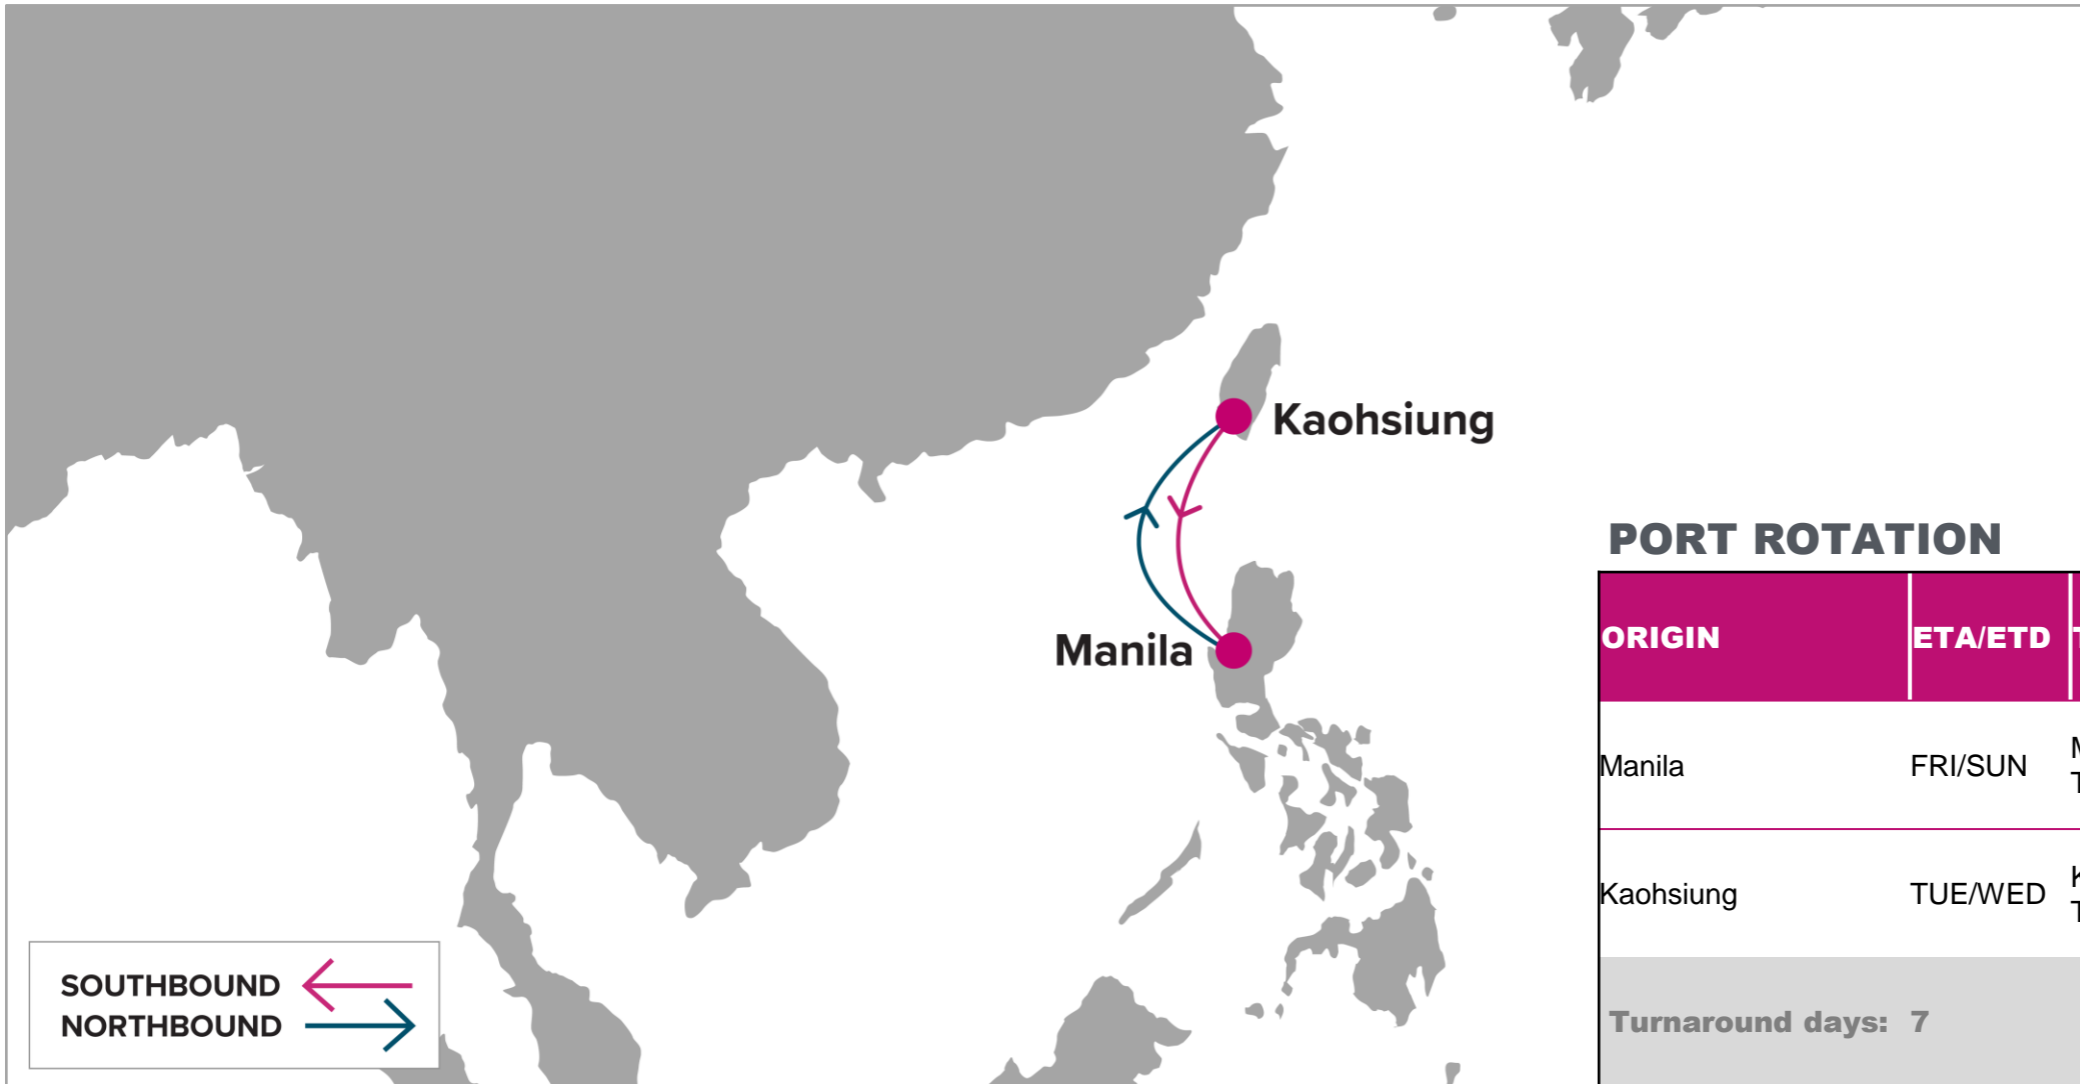 Kaohsiung
Manila
SOUTHBOUND
NORTHBOUND
PORT ROTATION
ORIGIN ETA/ETD
Manila FRI/SUN
Kaohsiung TUE/WED
Turnaround days: 7